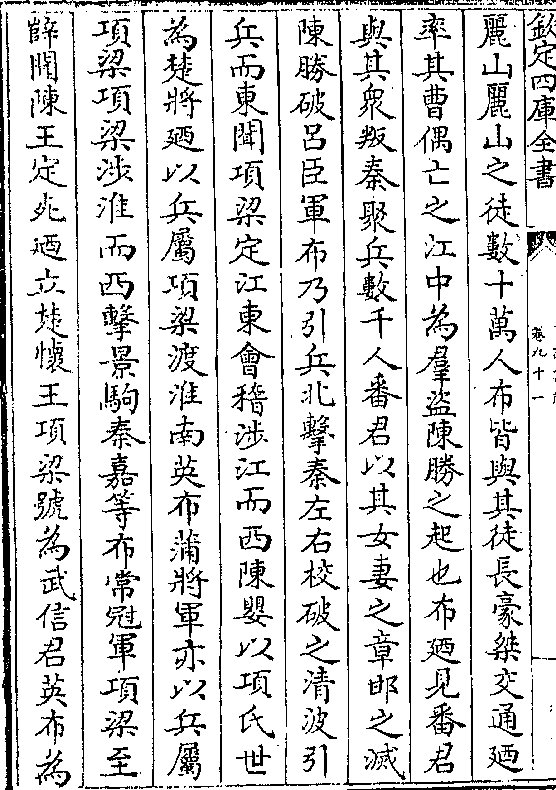 欽定四庫全書
卷九十一
麗山麗山之徒數十萬人布皆與其徒長豪桀交通廼
率其曹偶亡之江中為羣盜陳勝之起也布廼見番君
與其衆叛秦聚兵數千人番君以其女妻之章邯之滅
陳勝破呂臣軍布乃引兵北擊秦左右校破之清波引
兵而東聞項梁定江東會稽涉江而西陳嬰以項氏世
為楚將廼以兵屬項梁渡淮南英布蒲將軍亦以兵屬
項梁項梁涉淮而西擊景駒秦嘉等布常冠軍項梁至
薛聞陳王定死廼立楚懷王項梁號為武信君英布為